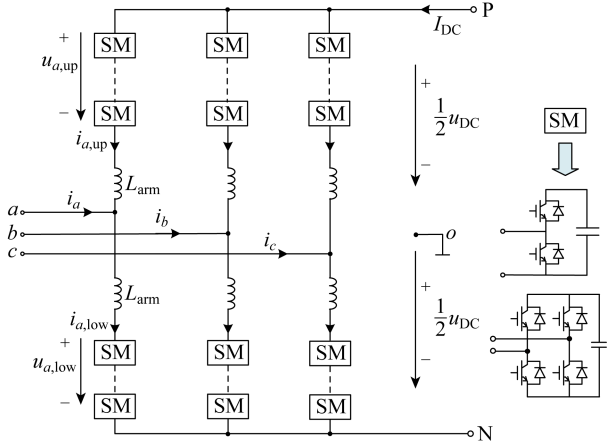 P
I_DC
+ SM SM SM
u_a,up
− SM SM SM
+
1/2 u_DC
−
i_a,up
SM
L_arm
a i_a
b i_b
c i_c
o
L_arm
i_a,low
+
1/2 u_DC
−
+ SM SM SM
u_a,low
− SM SM SM
N